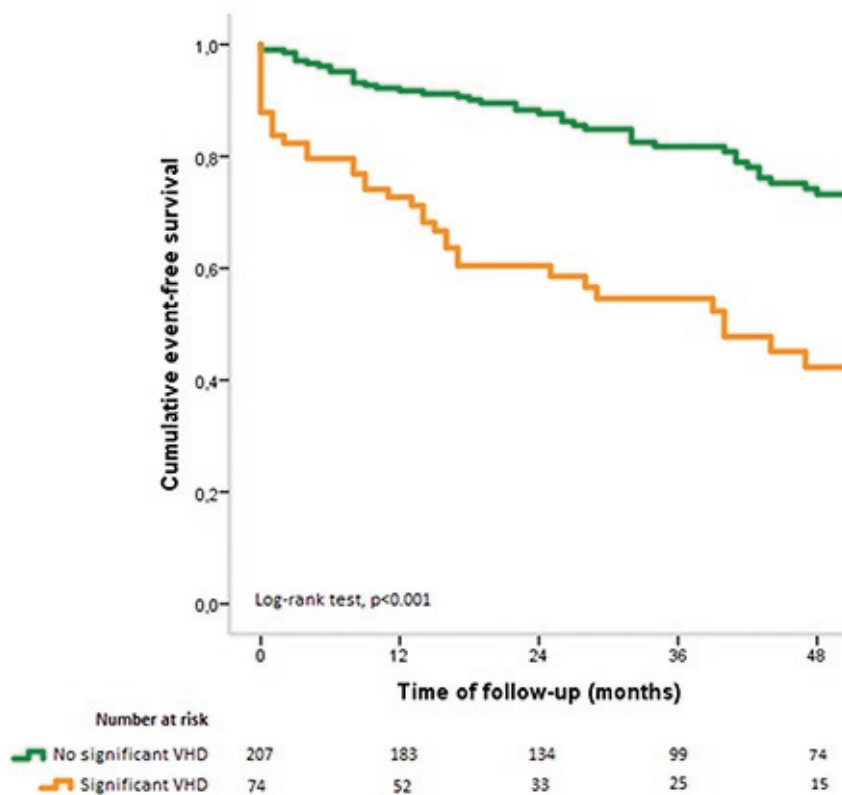 Cumulative event-free survival
1,0
0,8
0,6
0,4
0,2
0,0
Log-rank test, p<0.001
0 12 24 36 48
Time of follow-up (months)
Number at risk
No significant VHD 207 183 134 99 74
Significant VHD 74 52 33 25 15